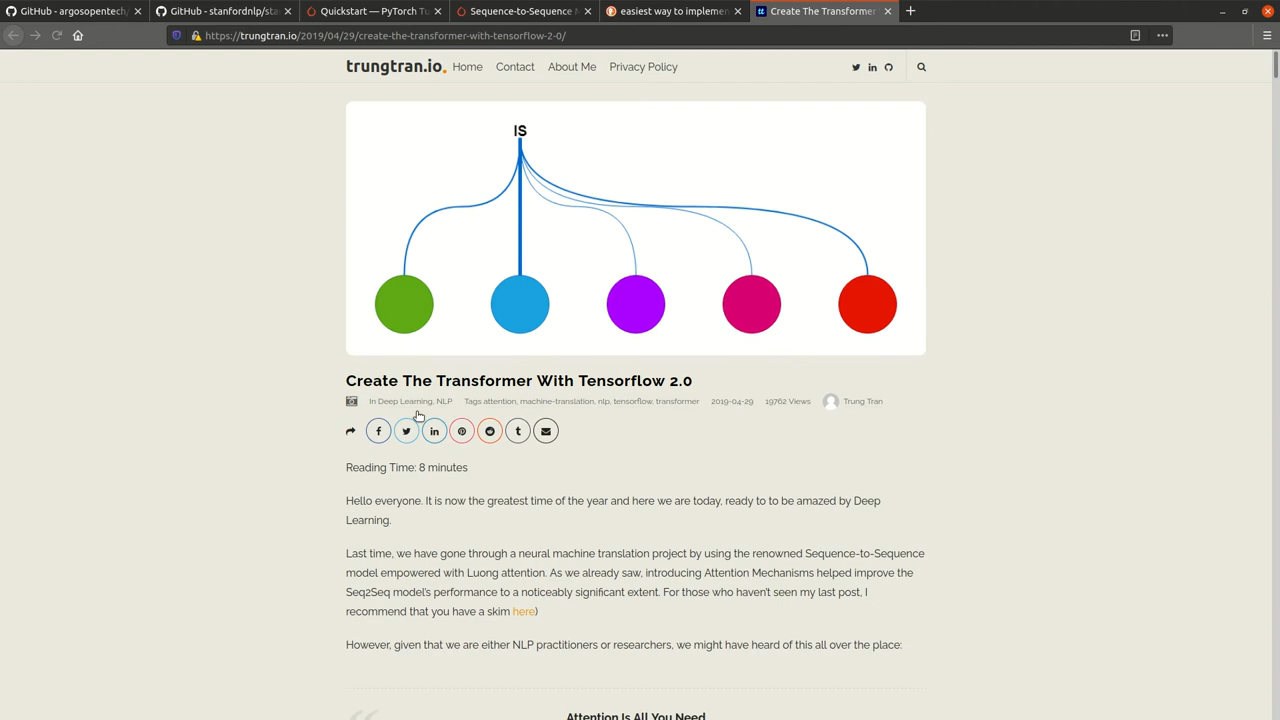 GitHub - argosopentech/
GitHub - stanfordnlp/sta
Quickstart — PyTorch Tu
Sequence-to-Sequence M
easiest way to implemen
Create The Transformer
https://trungtran.io/2019/04/29/create-the-transformer-with-tensorflow-2-0/
trungtran.io.
Home
Contact
About Me
Privacy Policy
IS
Create The Transformer With Tensorflow 2.0
In Deep Learning, NLP Tags attention, machine-translation, nlp, tensorflow, transformer 2019-04-29 19762 Views Trung Tran
Reading Time: 8 minutes
Hello everyone. It is now the greatest time of the year and here we are today, ready to to be amazed by Deep
Learning.
Last time, we have gone through a neural machine translation project by using the renowned Sequence-to-Sequence
model empowered with Luong attention. As we already saw, introducing Attention Mechanisms helped improve the
Seq2Seq model's performance to a noticeably significant extent. For those who haven't seen my last post, I
recommend that you have a skim here)
However, given that we are either NLP practitioners or researchers, we might have heard of this all over the place:
Attention Is All You Need